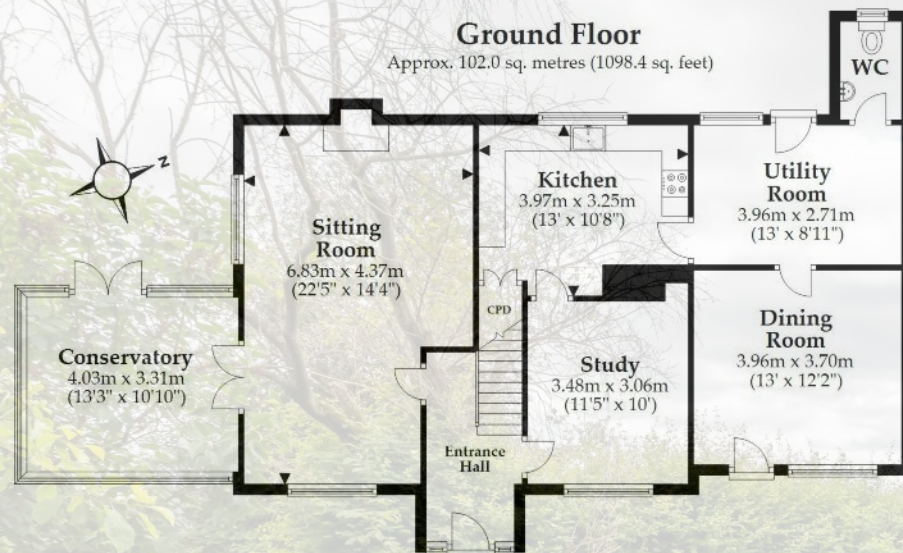 Ground Floor
Approx. 102.0 sq. metres (1098.4 sq. feet)
WC
N
Kitchen
3.97m x 3.25m
(13' x 10'8")
Utility
Room
3.96m x 2.71m
(13' x 8'11")
Sitting
Room
6.83m x 4.37m
(22'5" x 14'4")
CPD
Conservatory
4.03m x 3.31m
(13'3" x 10'10")
Study
3.48m x 3.06m
(11'5" x 10')
Dining
Room
3.96m x 3.70m
(13' x 12'2")
Entrance
Hall